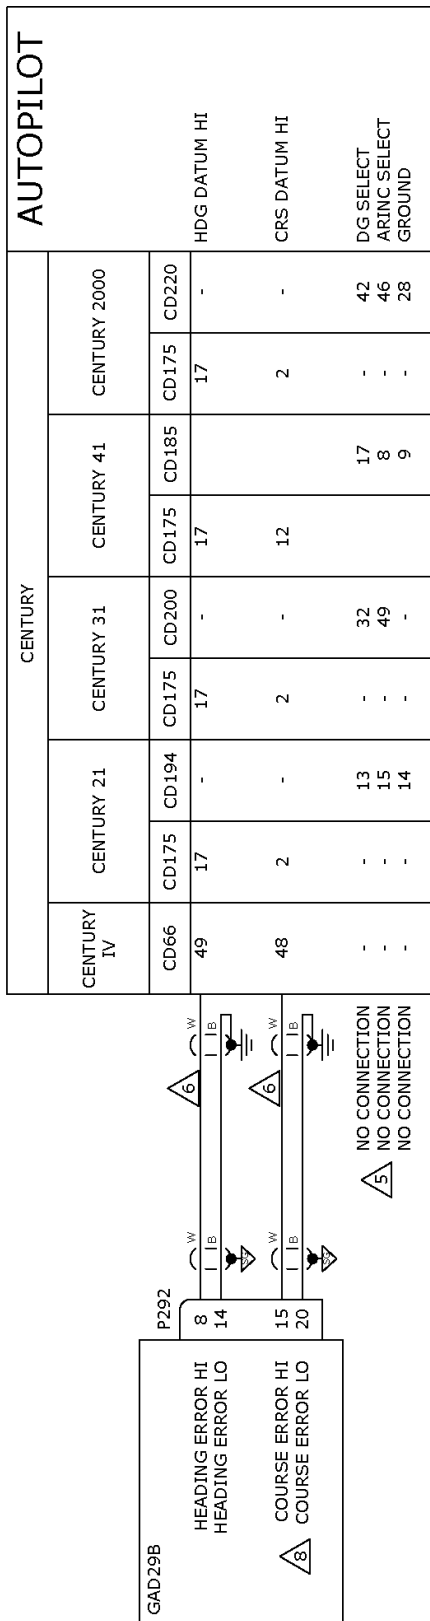 GAD29B
P292
HEADING ERROR HI 8
HEADING ERROR LO 14
8 COURSE ERROR HI 15
COURSE ERROR LO 20
W
B
SG
W
B
SG
6
W
B
6
W
B
5
NO CONNECTION
NO CONNECTION
NO CONNECTION
CENTURY AUTOPILOT
CENTURY IV CENTURY 21 CENTURY 31 CENTURY 41 CENTURY 2000
CD66 CD175 CD194 CD175 CD200 CD175 CD185 CD175 CD220
49 17 - 17 - 17 17 - HDG DATUM HI
48 2 - 2 - 12 2 - CRS DATUM HI
- - 13 - 32 17 - 42 DG SELECT
- - 15 - 49 8 - 46 ARINC SELECT
- - 14 - - 9 - 28 GROUND